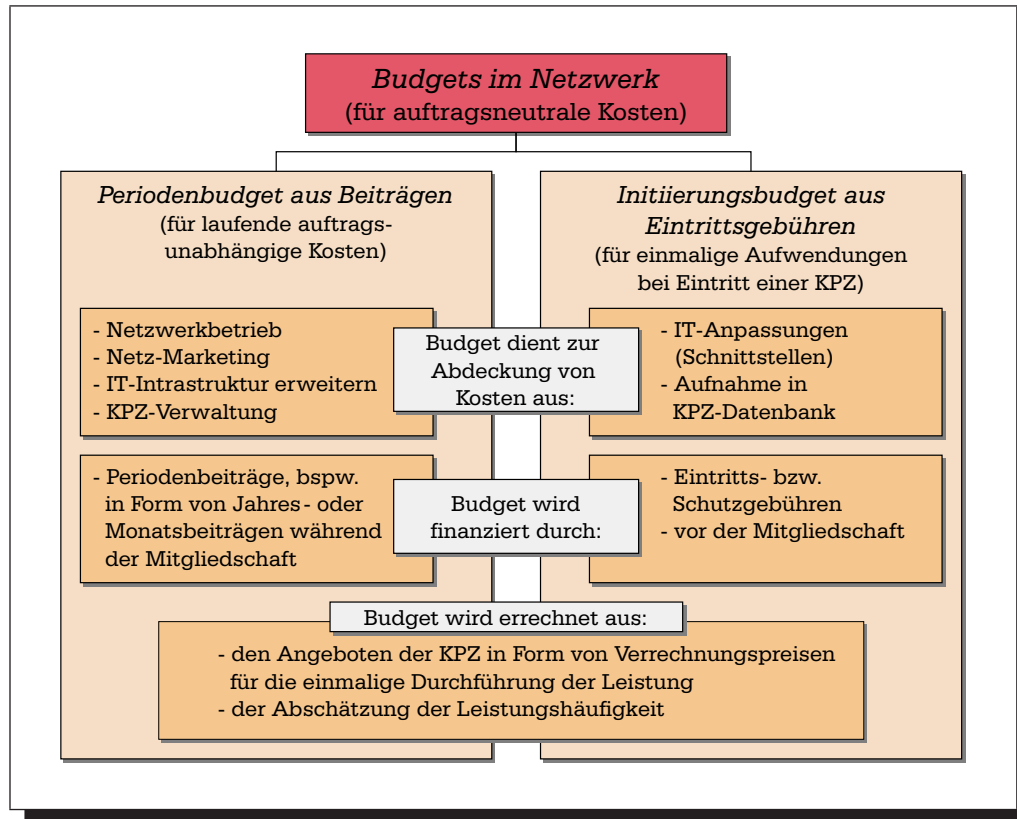 Budgets im Netzwerk
(für auftragsneutrale Kosten)
Periodenbudget aus Beiträgen
(für laufende auftrags-
unabhängige Kosten)
Initiierungsbudget aus
Eintrittsgebühren
(für einmalige Aufwendungen
bei Eintritt einer KPZ)
- Netzwerkbetrieb
- Netz-Marketing
- IT-Intrastruktur erweitern
- KPZ-Verwaltung
Budget dient zur
Abdeckung von
Kosten aus:
- IT-Anpassungen
(Schnittstellen)
- Aufnahme in
KPZ-Datenbank
- Periodenbeiträge, bspw.
in Form von Jahres- oder
Monatsbeiträgen während
der Mitgliedschaft
Budget wird
finanziert durch:
- Eintritts- bzw.
Schutzgebühren
- vor der Mitgliedschaft
Budget wird errechnet aus:
- den Angeboten der KPZ in Form von Verrechnungspreisen
für die einmalige Durchführung der Leistung
- der Abschätzung der Leistungshäufigkeit